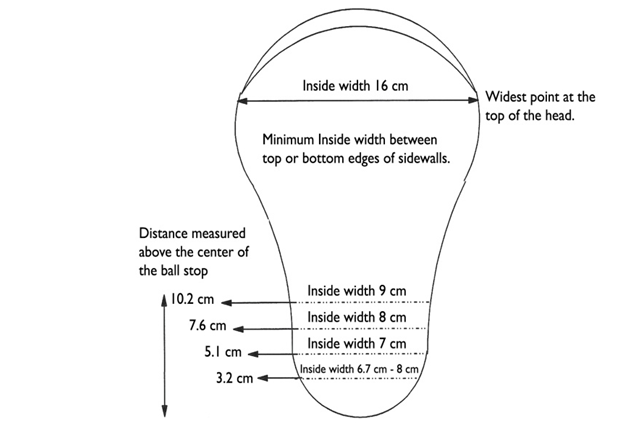 Inside width 16 cm
Widest point at the
top of the head.
Minimum Inside width between
top or bottom edges of sidewalls.
Distance measured
above the center of
the ball stop
Inside width 9 cm
10.2 cm
Inside width 8 cm
7.6 cm
Inside width 7 cm
5.1 cm
Inside width 6.7 cm - 8 cm
3.2 cm